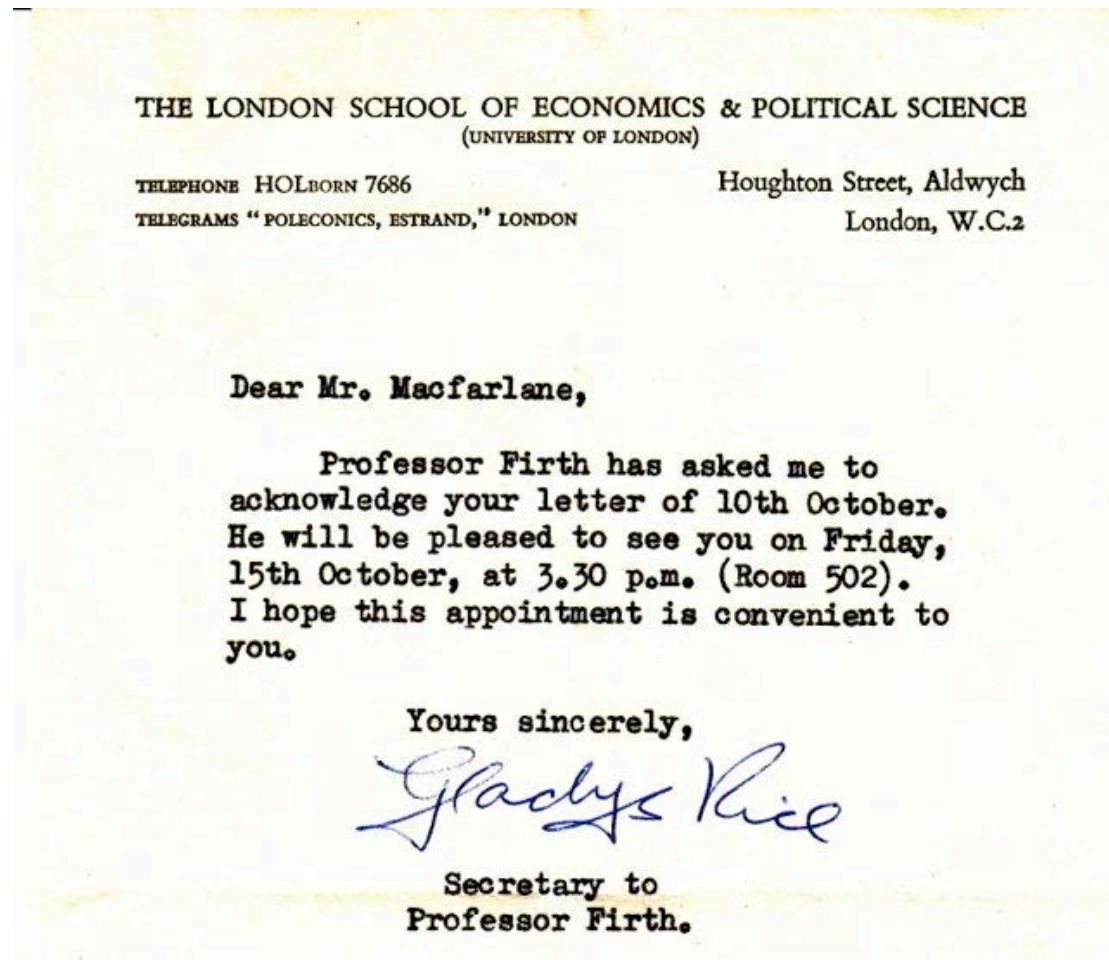 THE LONDON SCHOOL OF ECONOMICS & POLITICAL SCIENCE
(UNIVERSITY OF LONDON)
TELEPHONE HOLBORN 7686
TELEGRAMS “POLECONICS, ESTRAND,” LONDON
Houghton Street, Aldwych
London, W.C.2
Dear Mr. Macfarlane,
Professor Firth has asked me to
acknowledge your letter of 10th October.
He will be pleased to see you on Friday,
15th October, at 3.30 p.m. (Room 502).
I hope this appointment is convenient to
you.
Yours sincerely,
Gladys Rice
Secretary to
Professor Firth.